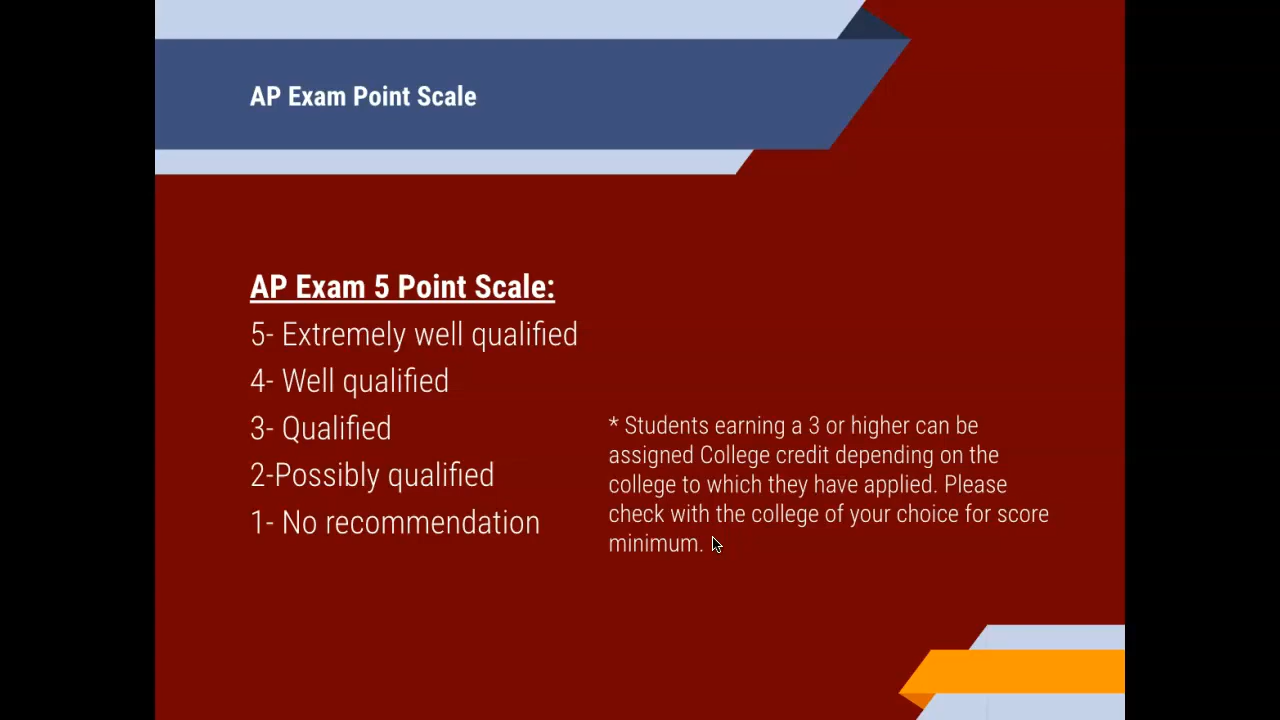 AP Exam Point Scale
AP Exam 5 Point Scale:
5- Extremely well qualified
4- Well qualified
3- Qualified
2-Possibly qualified
1- No recommendation
* Students earning a 3 or higher can be
assigned College credit depending on the
college to which they have applied. Please
check with the college of your choice for score
minimum.